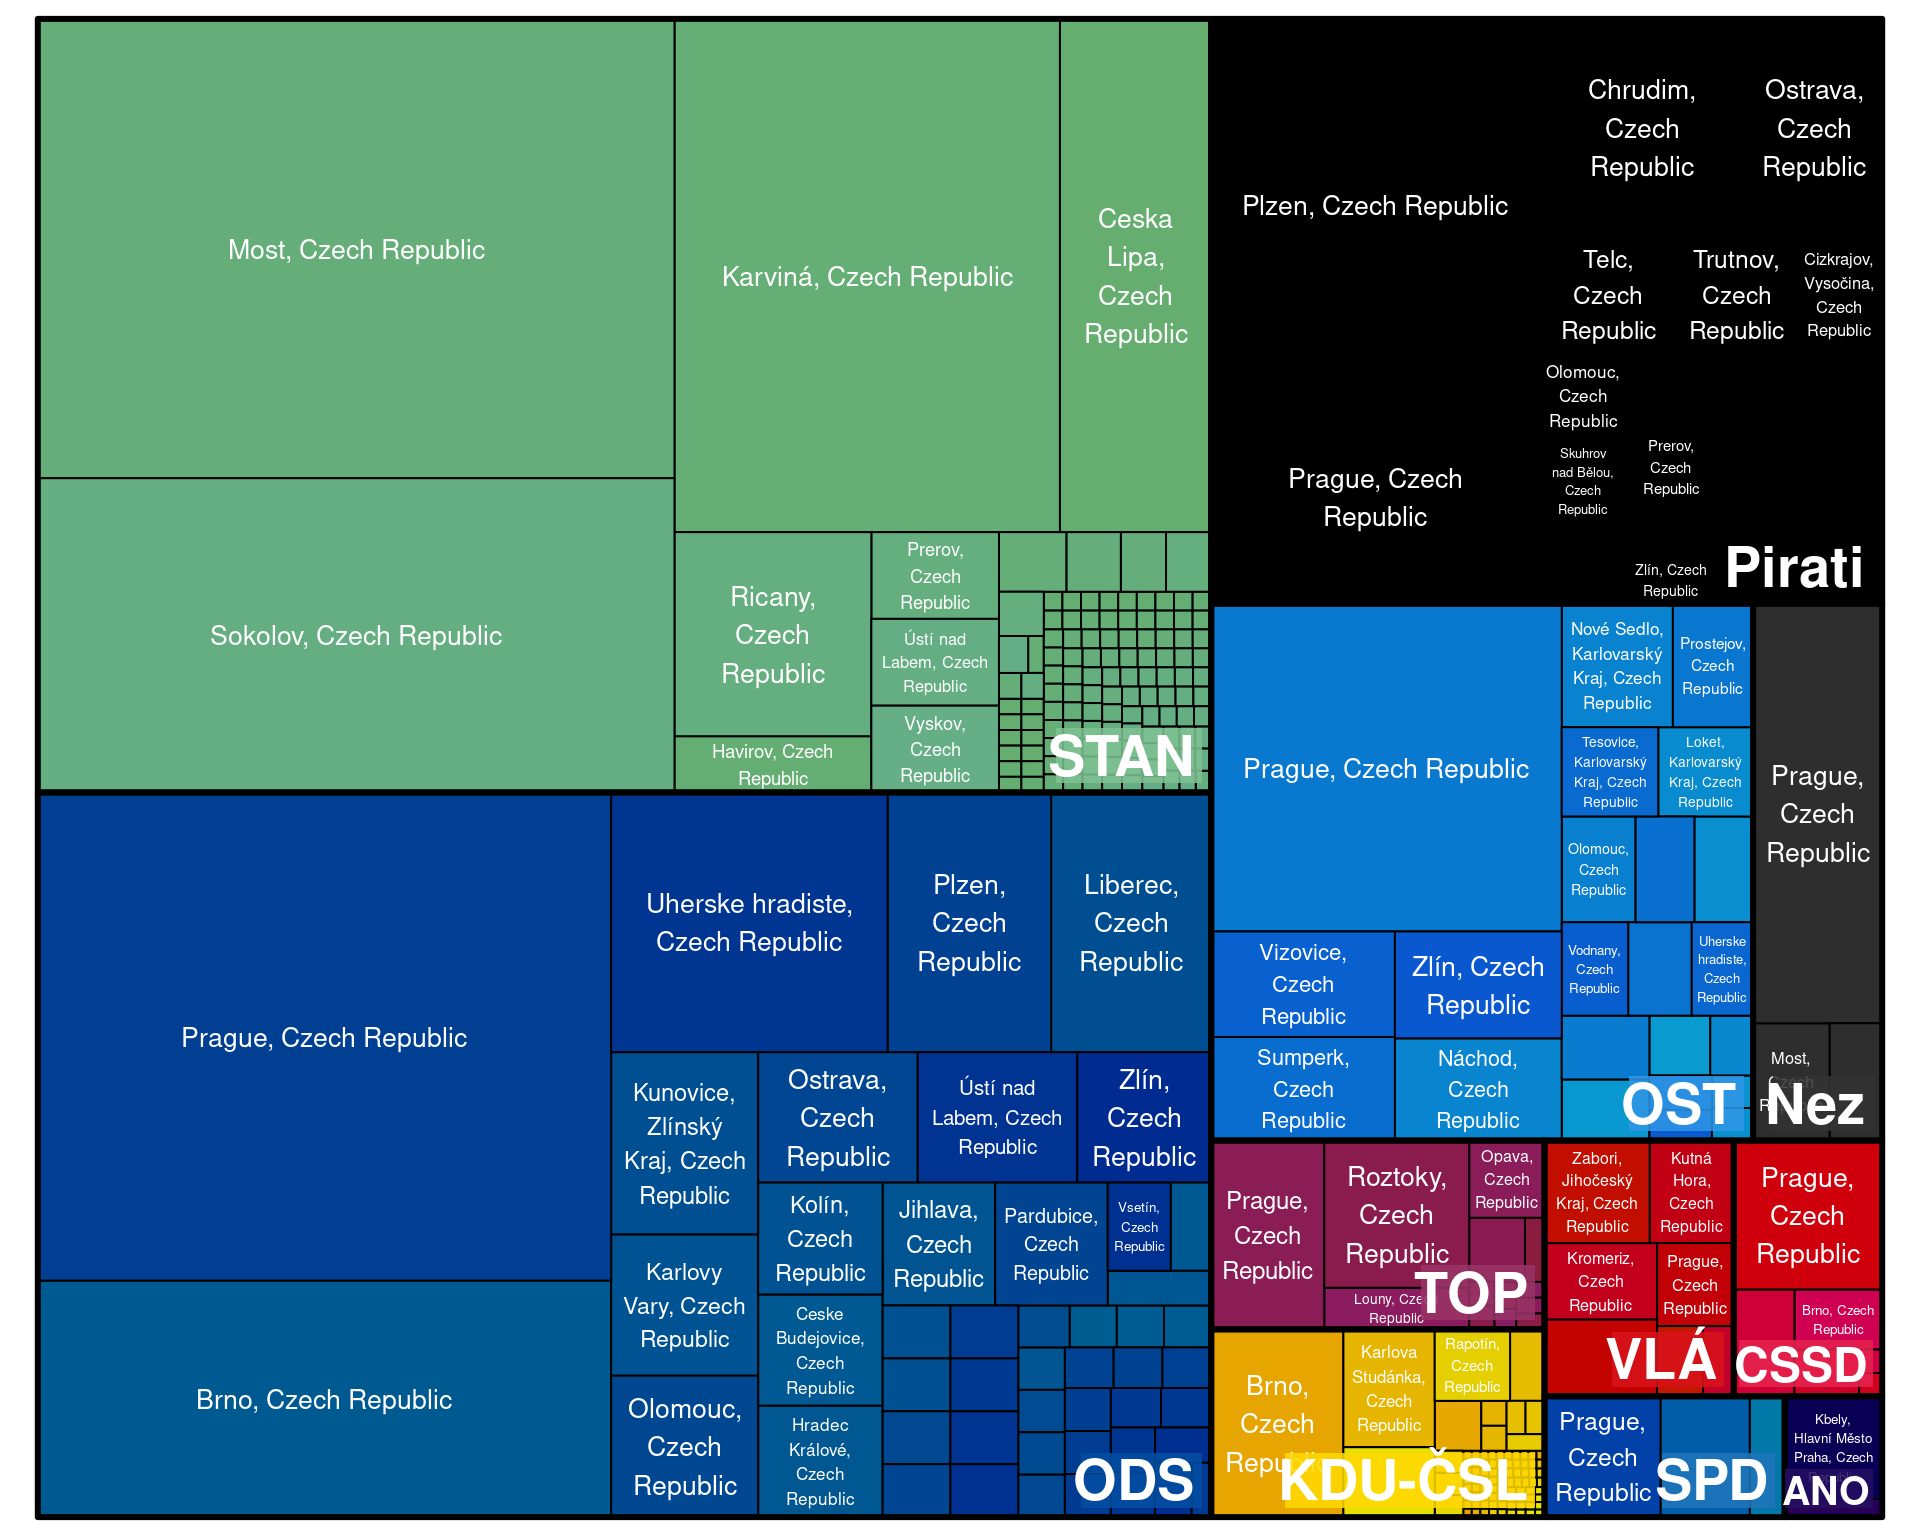 Most, Czech Republic
Sokolov, Czech Republic
Karviná, Czech Republic
Ceska
Lipa,
Czech
Republic
Ricany,
Czech
Republic
Havirov, Czech
Republic
Prerov,
Czech
Republic
Ústí nad
Labem, Czech
Republic
Vyskov,
Czech
Republic
STAN
Plzen, Czech Republic
Prague, Czech
Republic
Chrudim,
Czech
Republic
Ostrava,
Czech
Republic
Telc,
Czech
Republic
Trutnov,
Czech
Republic
Cizkrajov,
Vysočina,
Czech
Republic
Olomouc,
Czech
Republic
Skuhrov
nad Bělou,
Czech
Republic
Prerov,
Czech
Republic
Zlín, Czech
Republic
Pirati
Prague, Czech Republic
Brno, Czech Republic
Uherske hradiste,
Czech Republic
Plzen,
Czech
Republic
Liberec,
Czech
Republic
Kunovice,
Zlínský
Kraj, Czech
Republic
Karlovy
Vary, Czech
Republic
Olomouc,
Czech
Republic
Ostrava,
Czech
Republic
Ústí nad
Labem, Czech
Republic
Zlín,
Czech
Republic
Kolín,
Czech
Republic
Ceske
Budejovice,
Czech
Republic
Hradec
Králové,
Czech
Republic
Jihlava,
Czech
Republic
Pardubice,
Czech
Republic
Vsetín,
Czech
Republic
ODS
Prague, Czech Republic
Vizovice,
Czech
Republic
Sumperk,
Czech
Republic
Zlín, Czech
Republic
Náchod,
Czech
Republic
Nové Sedlo,
Karlovarský
Kraj, Czech
Republic
Prostejov,
Czech
Republic
Tesovice,
Karlovarský
Kraj, Czech
Republic
Loket,
Karlovarský
Kraj, Czech
Republic
Olomouc,
Czech
Republic
Vodnany,
Czech
Republic
Uherske
hradiste,
Czech
Republic
OST
Prague,
Czech
Republic
Most,
Nez
Prague,
Czech
Republic
Roztoky,
Czech
Republic
Opava,
Czech
Republic
Louny, Czech
Republic
TOP
Brno,
Czech
Republic
Karlova
Studánka,
Czech
Republic
Rapotín,
Czech
Republic
KDU-ČSL
Zabori,
Jihočeský
Kraj, Czech
Republic
Kutná
Hora,
Czech
Republic
Kromeriz,
Czech
Republic
Prague,
Czech
Republic
VLÁ
Prague,
Czech
Republic
Brno, Czech
Republic
CSSD
Prague,
Czech
Republic
SPD
Kbely,
Hlavní Město
Praha, Czech
ANO